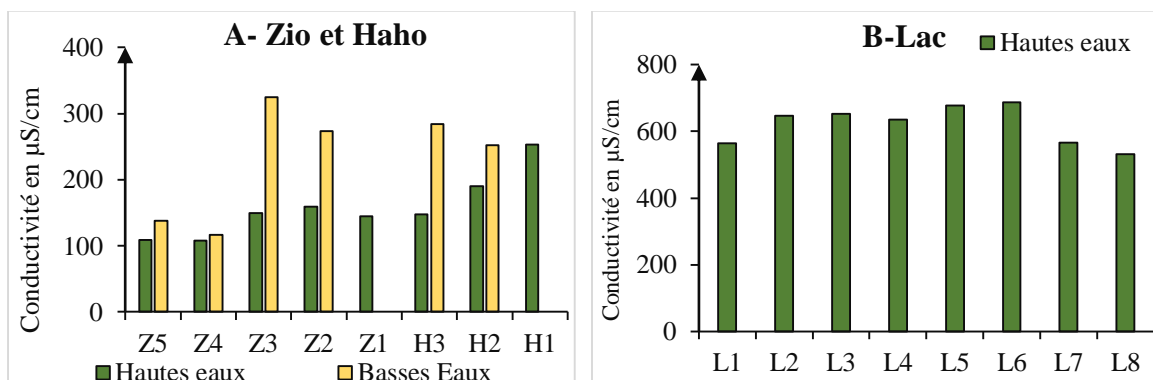 A- Zio et Haho
Conductivité en µS/cm
400
300
200
100
0
Z5 Z4 Z3 Z2 Z1 H3 H2 H1
Hautes eaux Basses Eaux
B-Lac
Hautes eaux
Conductivité en µS/cm
800
600
400
200
0
L1 L2 L3 L4 L5 L6 L7 L8